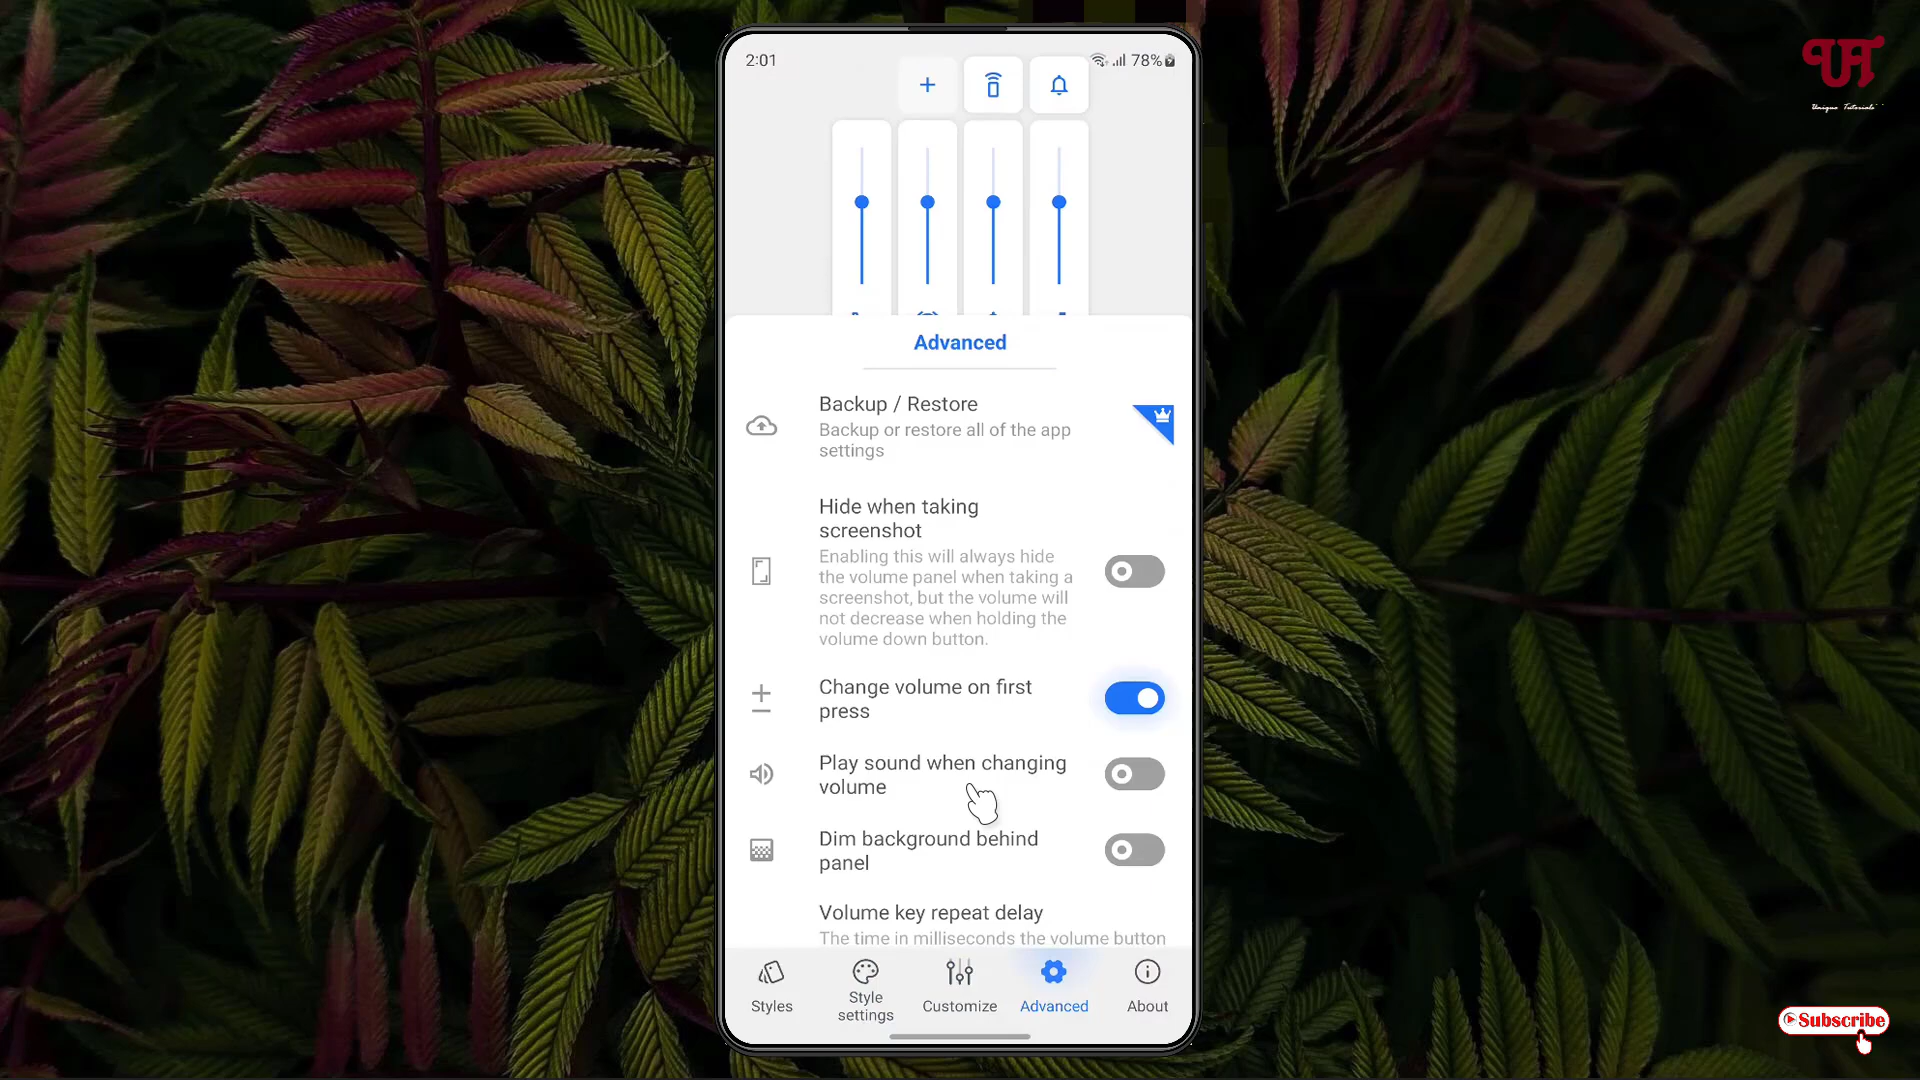 2:01
78%
Unique Tutorials
Advanced
Backup / Restore
Backup or restore all of the app
settings
Hide when taking
screenshot
Enabling this will always hide
the volume panel when taking a
screenshot, but the volume will
not decrease when holding the
volume down button.
Change volume on first
press
Play sound when changing
volume
Dim background behind
panel
Volume key repeat delay
The time in milliseconds the volume button
Styles
Style
settings
Customize
Advanced
About
Subscribe